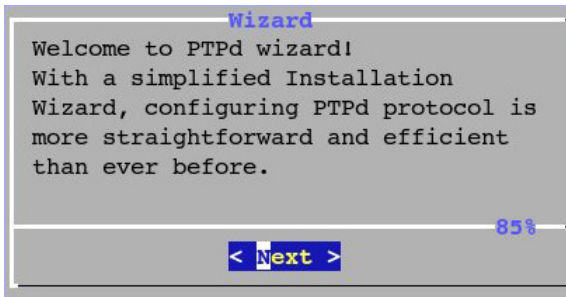 Wizard
Welcome to PTPd wizard!
With a simplified Installation
Wizard, configuring PTPd protocol is
more straightforward and efficient
than ever before.
85%
< Next >